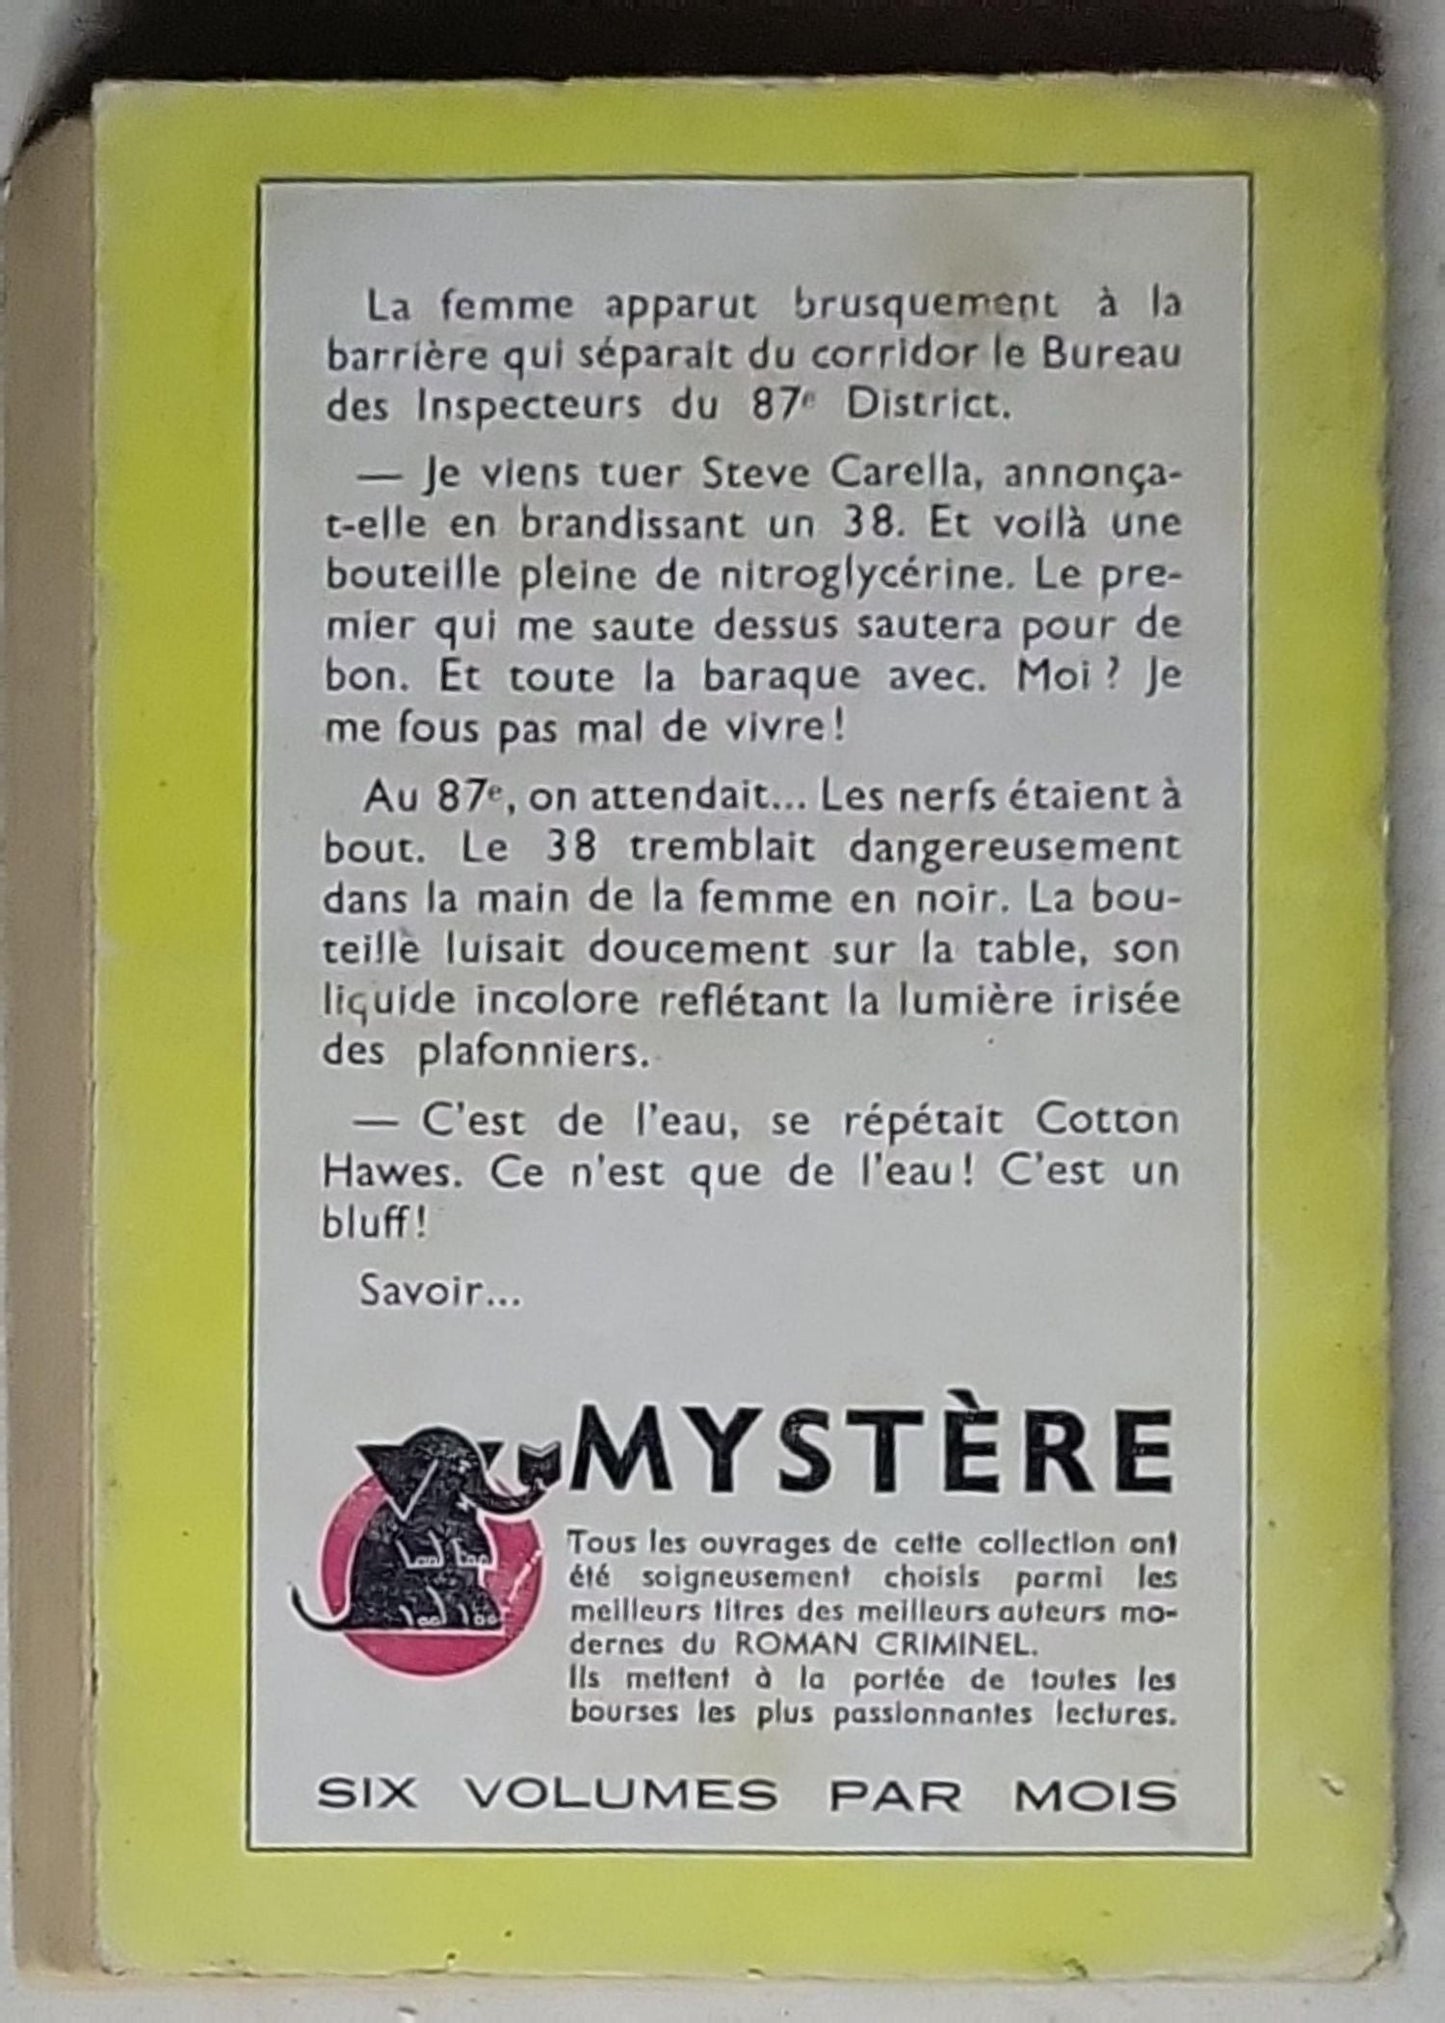 La femme apparut brusquement à la
barrière qui séparait du corridor le Bureau
des Inspecteurs du 87e District.
— Je viens tuer Steve Carella, annonça-
t-elle en brandissant un 38. Et voilà une
bouteille pleine de nitroglycérine. Le pre-
mier qui me saute dessus sautera pour de
bon. Et toute la baraque avec. Moi ? Je
me fous pas mal de vivre !
Au 87e, on attendait... Les nerfs étaient à
bout. Le 38 tremblait dangereusement
dans la main de la femme en noir. La bou-
teille luisait doucement sur la table, son
liquide incolore reflétant la lumière irisée
des plafonniers.
— C'est de l'eau, se répétait Cotton
Hawes. Ce n'est que de l'eau ! C'est un
bluff !
Savoir...
MYSTÈRE
Tous les ouvrages de cette collection ont
été soigneusement choisis parmi les
meilleurs titres des meilleurs auteurs mo-
dernes du ROMAN CRIMINEL.
Ils mettent à la portée de toutes les
bourses les plus passionnantes lectures.
SIX VOLUMES PAR MOIS